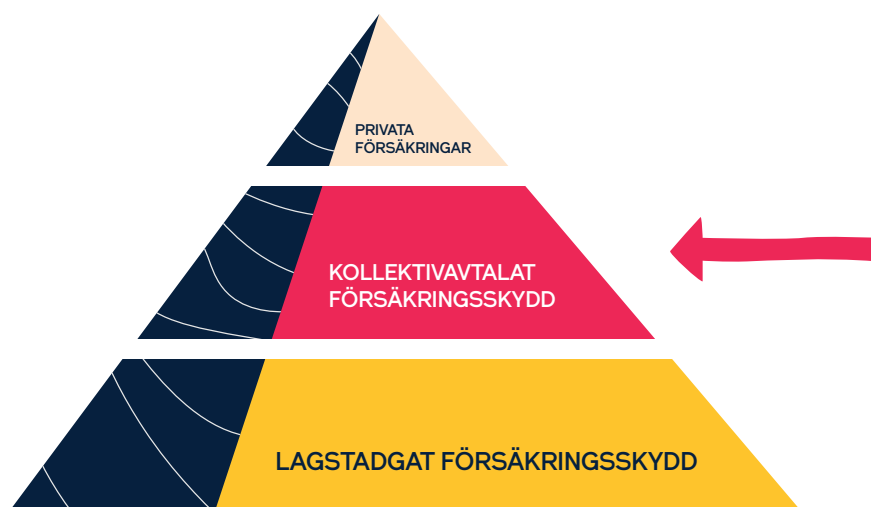 PRIVATA
FÖRSÄKRINGAR
KOLLEKTIVAVTALAT
FÖRSÄKRINGSSKYDD
LAGSTADGAT FÖRSÄKRINGSSKYDD